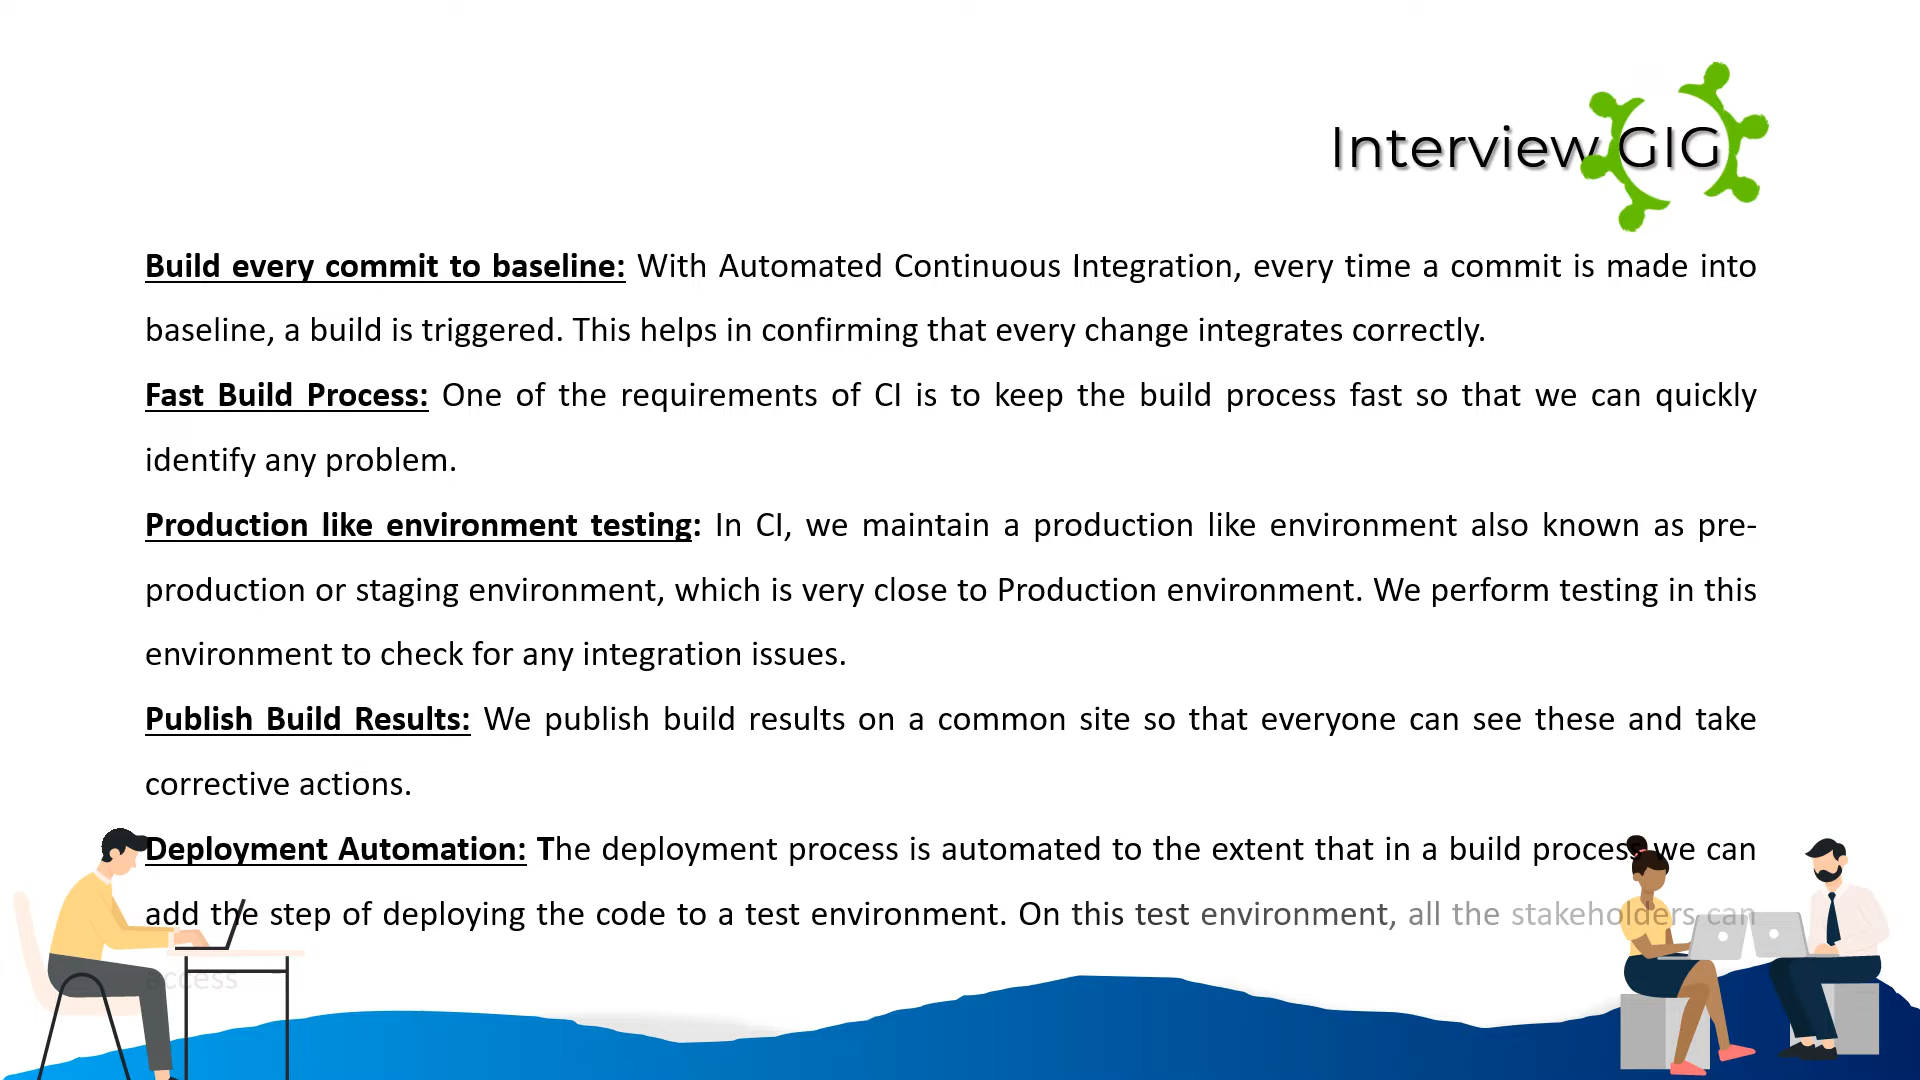 Interview GIG
Build every commit to baseline: With Automated Continuous Integration, every time a commit is made into
baseline, a build is triggered. This helps in confirming that every change integrates correctly.
Fast Build Process: One of the requirements of CI is to keep the build process fast so that we can quickly
identify any problem.
Production like environment testing: In CI, we maintain a production like environment also known as pre-
production or staging environment, which is very close to Production environment. We perform testing in this
environment to check for any integration issues.
Publish Build Results: We publish build results on a common site so that everyone can see these and take
corrective actions.
Deployment Automation: The deployment process is automated to the extent that in a build process we can
add the step of deploying the code to a test environment. On this test environment, all the stakeholders can
access